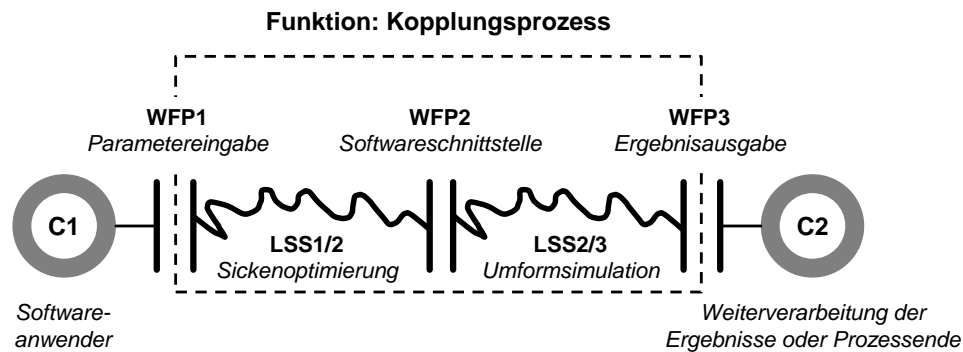 Funktion: Kopplungsprozess
WFP1
Parametereingabe
WFP2
Softwareschnittstelle
WFP3
Ergebnisausgabe
C1
LSS1/2
Sickenoptimierung
LSS2/3
Umformsimulation
C2
Software-
anwender
Weiterverarbeitung der
Ergebnisse oder Prozessende